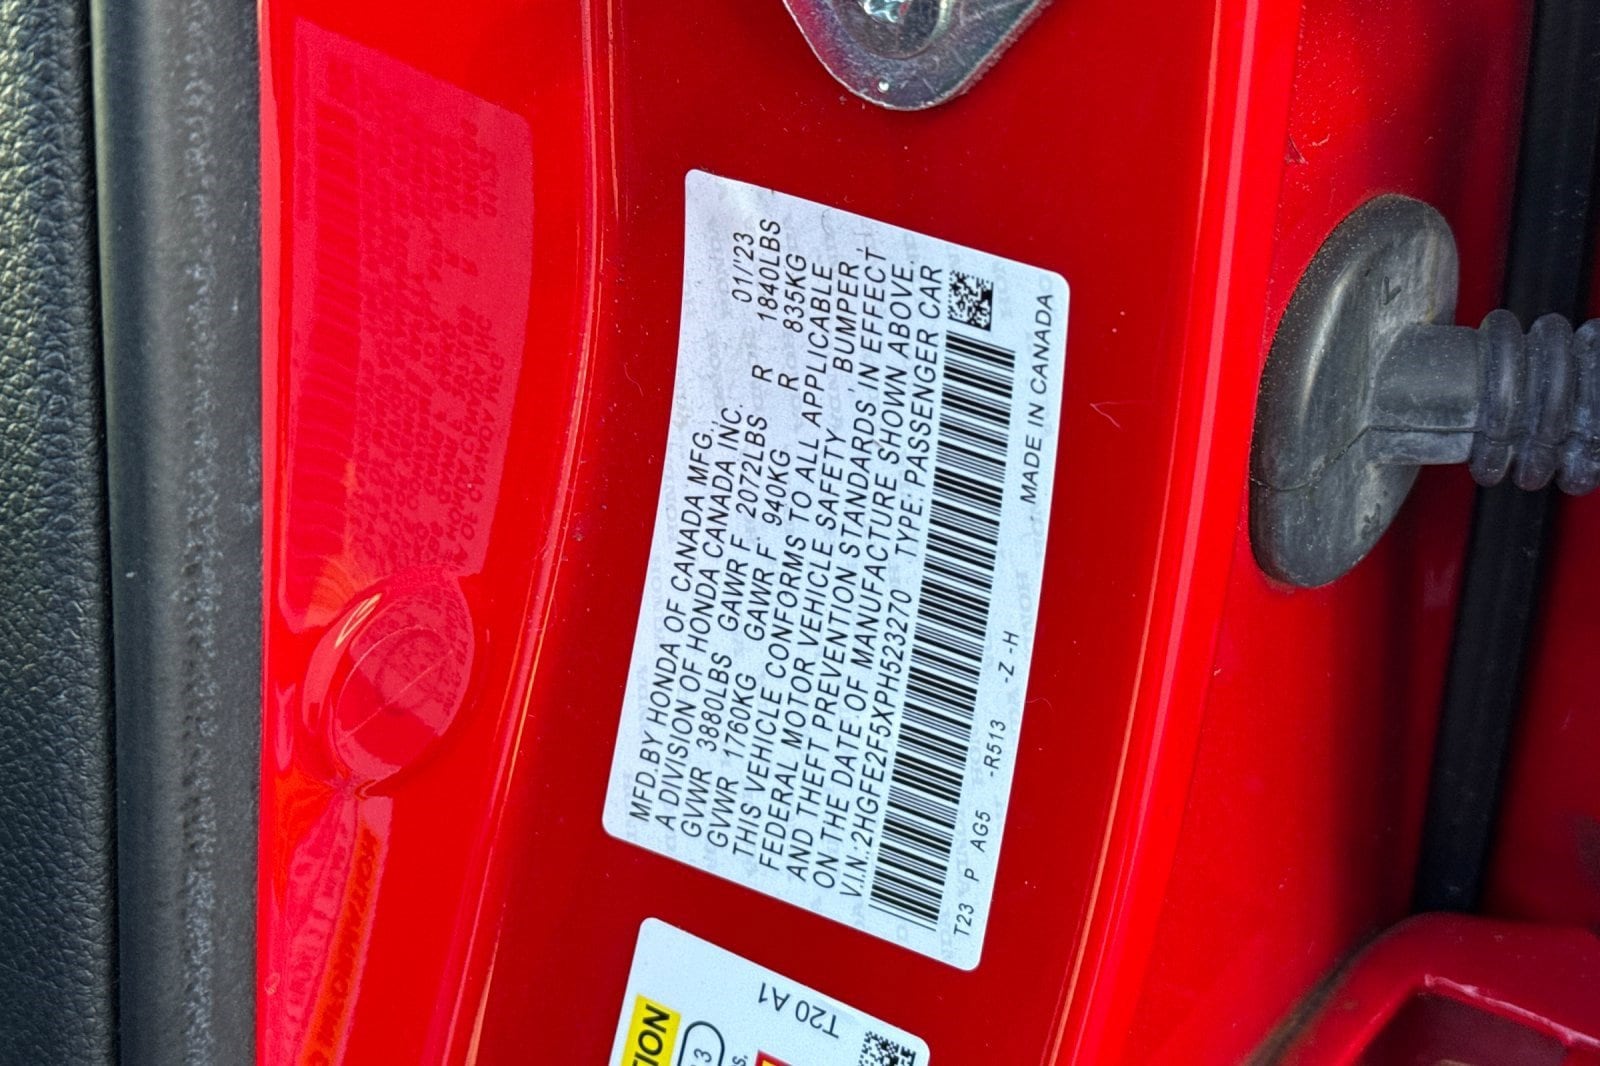 MFD.BY HONDA OF CANADA MFG., 01/'23
A DIVISION OF HONDA CANADA INC.
GVWR 3880LBS GAWR F 2072LBS R 1840LBS
GVWR 1760KG GAWR F 940KG R 835KG
THIS VEHICLE CONFORMS TO ALL APPLICABLE
FEDERAL MOTOR VEHICLE SAFETY, BUMPER,
AND THEFT PREVENTION STANDARDS IN EFFECT
ON THE DATE OF MANUFACTURE SHOWN ABOVE.
V.I.N.:2HGFE2F5XPH523270 TYPE: PASSENGER CAR
T23 P AG5 -R513 -Z -H MADE IN CANADA
T20 A1